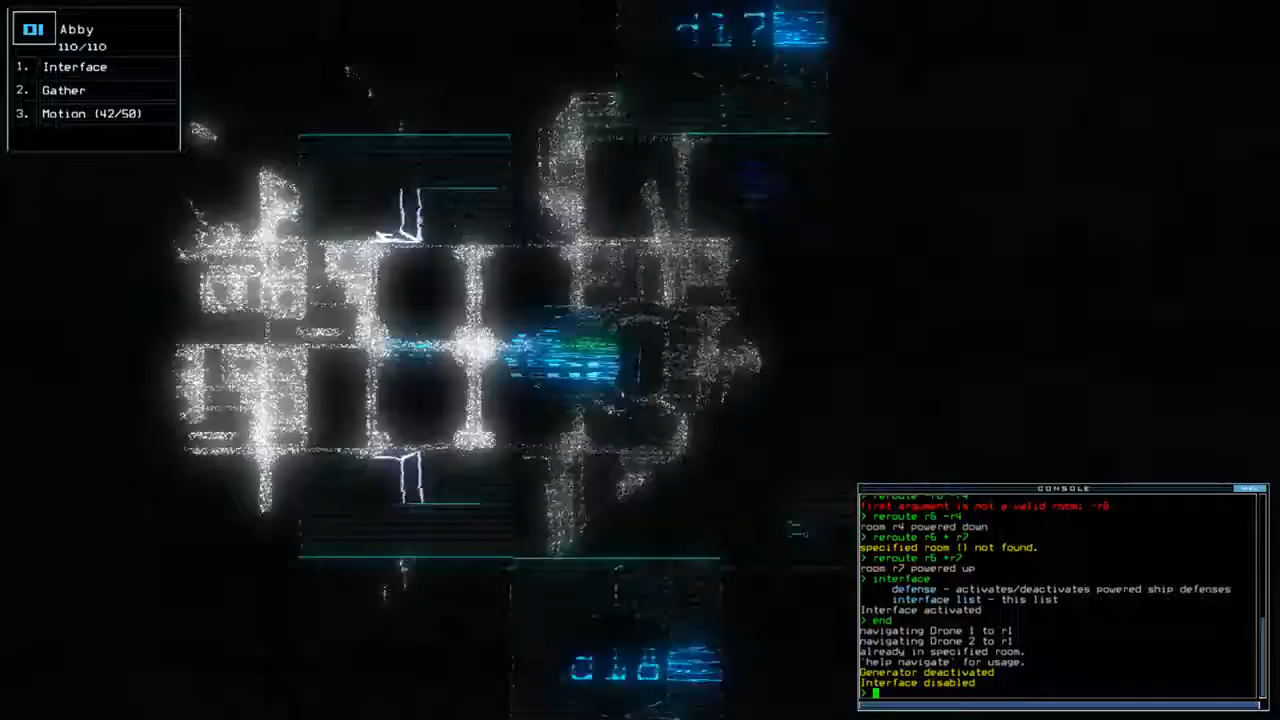 01 Abby
110/110
1. Interface
2. Gather
3. Motion (42/50)
d17
d18
CONSOLE
first argument is not a valid room: -r6
> reroute r6 -r4
room r4 powered down
> reroute r6 + r7
specified room () not found.
> reroute r6 +r7
room r7 powered up
> interface
defense - activates/deactivates powered ship defenses
interface list - this list
Interface activated
> end
navigating Drone 1 to r1
navigating Drone 2 to r1
already in specified room.
'help navigate' for usage.
Generator deactivated
Interface disabled
>